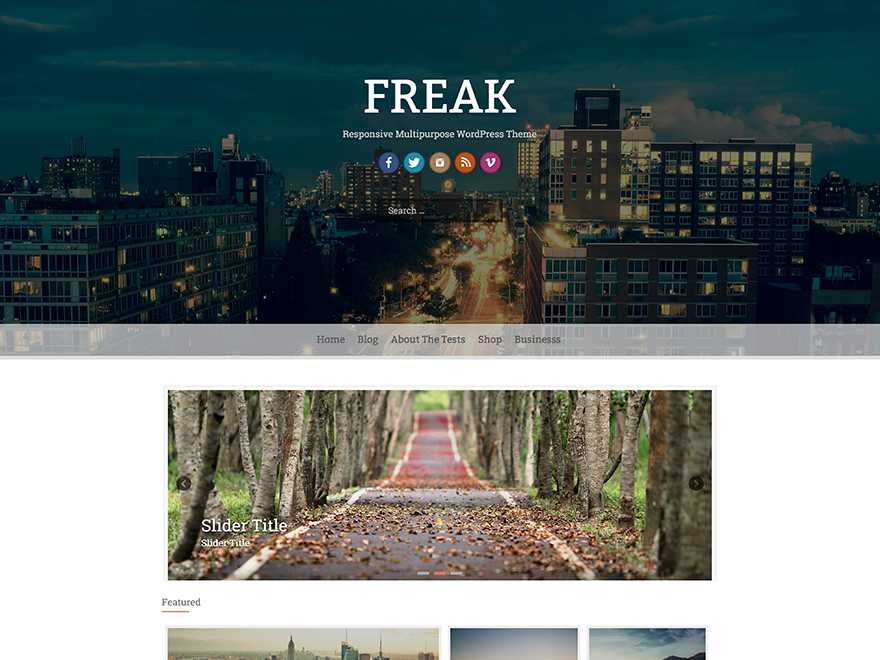 FREAK
Responsive Multipurpose WordPress Theme
Search ...
Home Blog About The Tests Shop Businesss
Slider Title
Slider Title
Featured